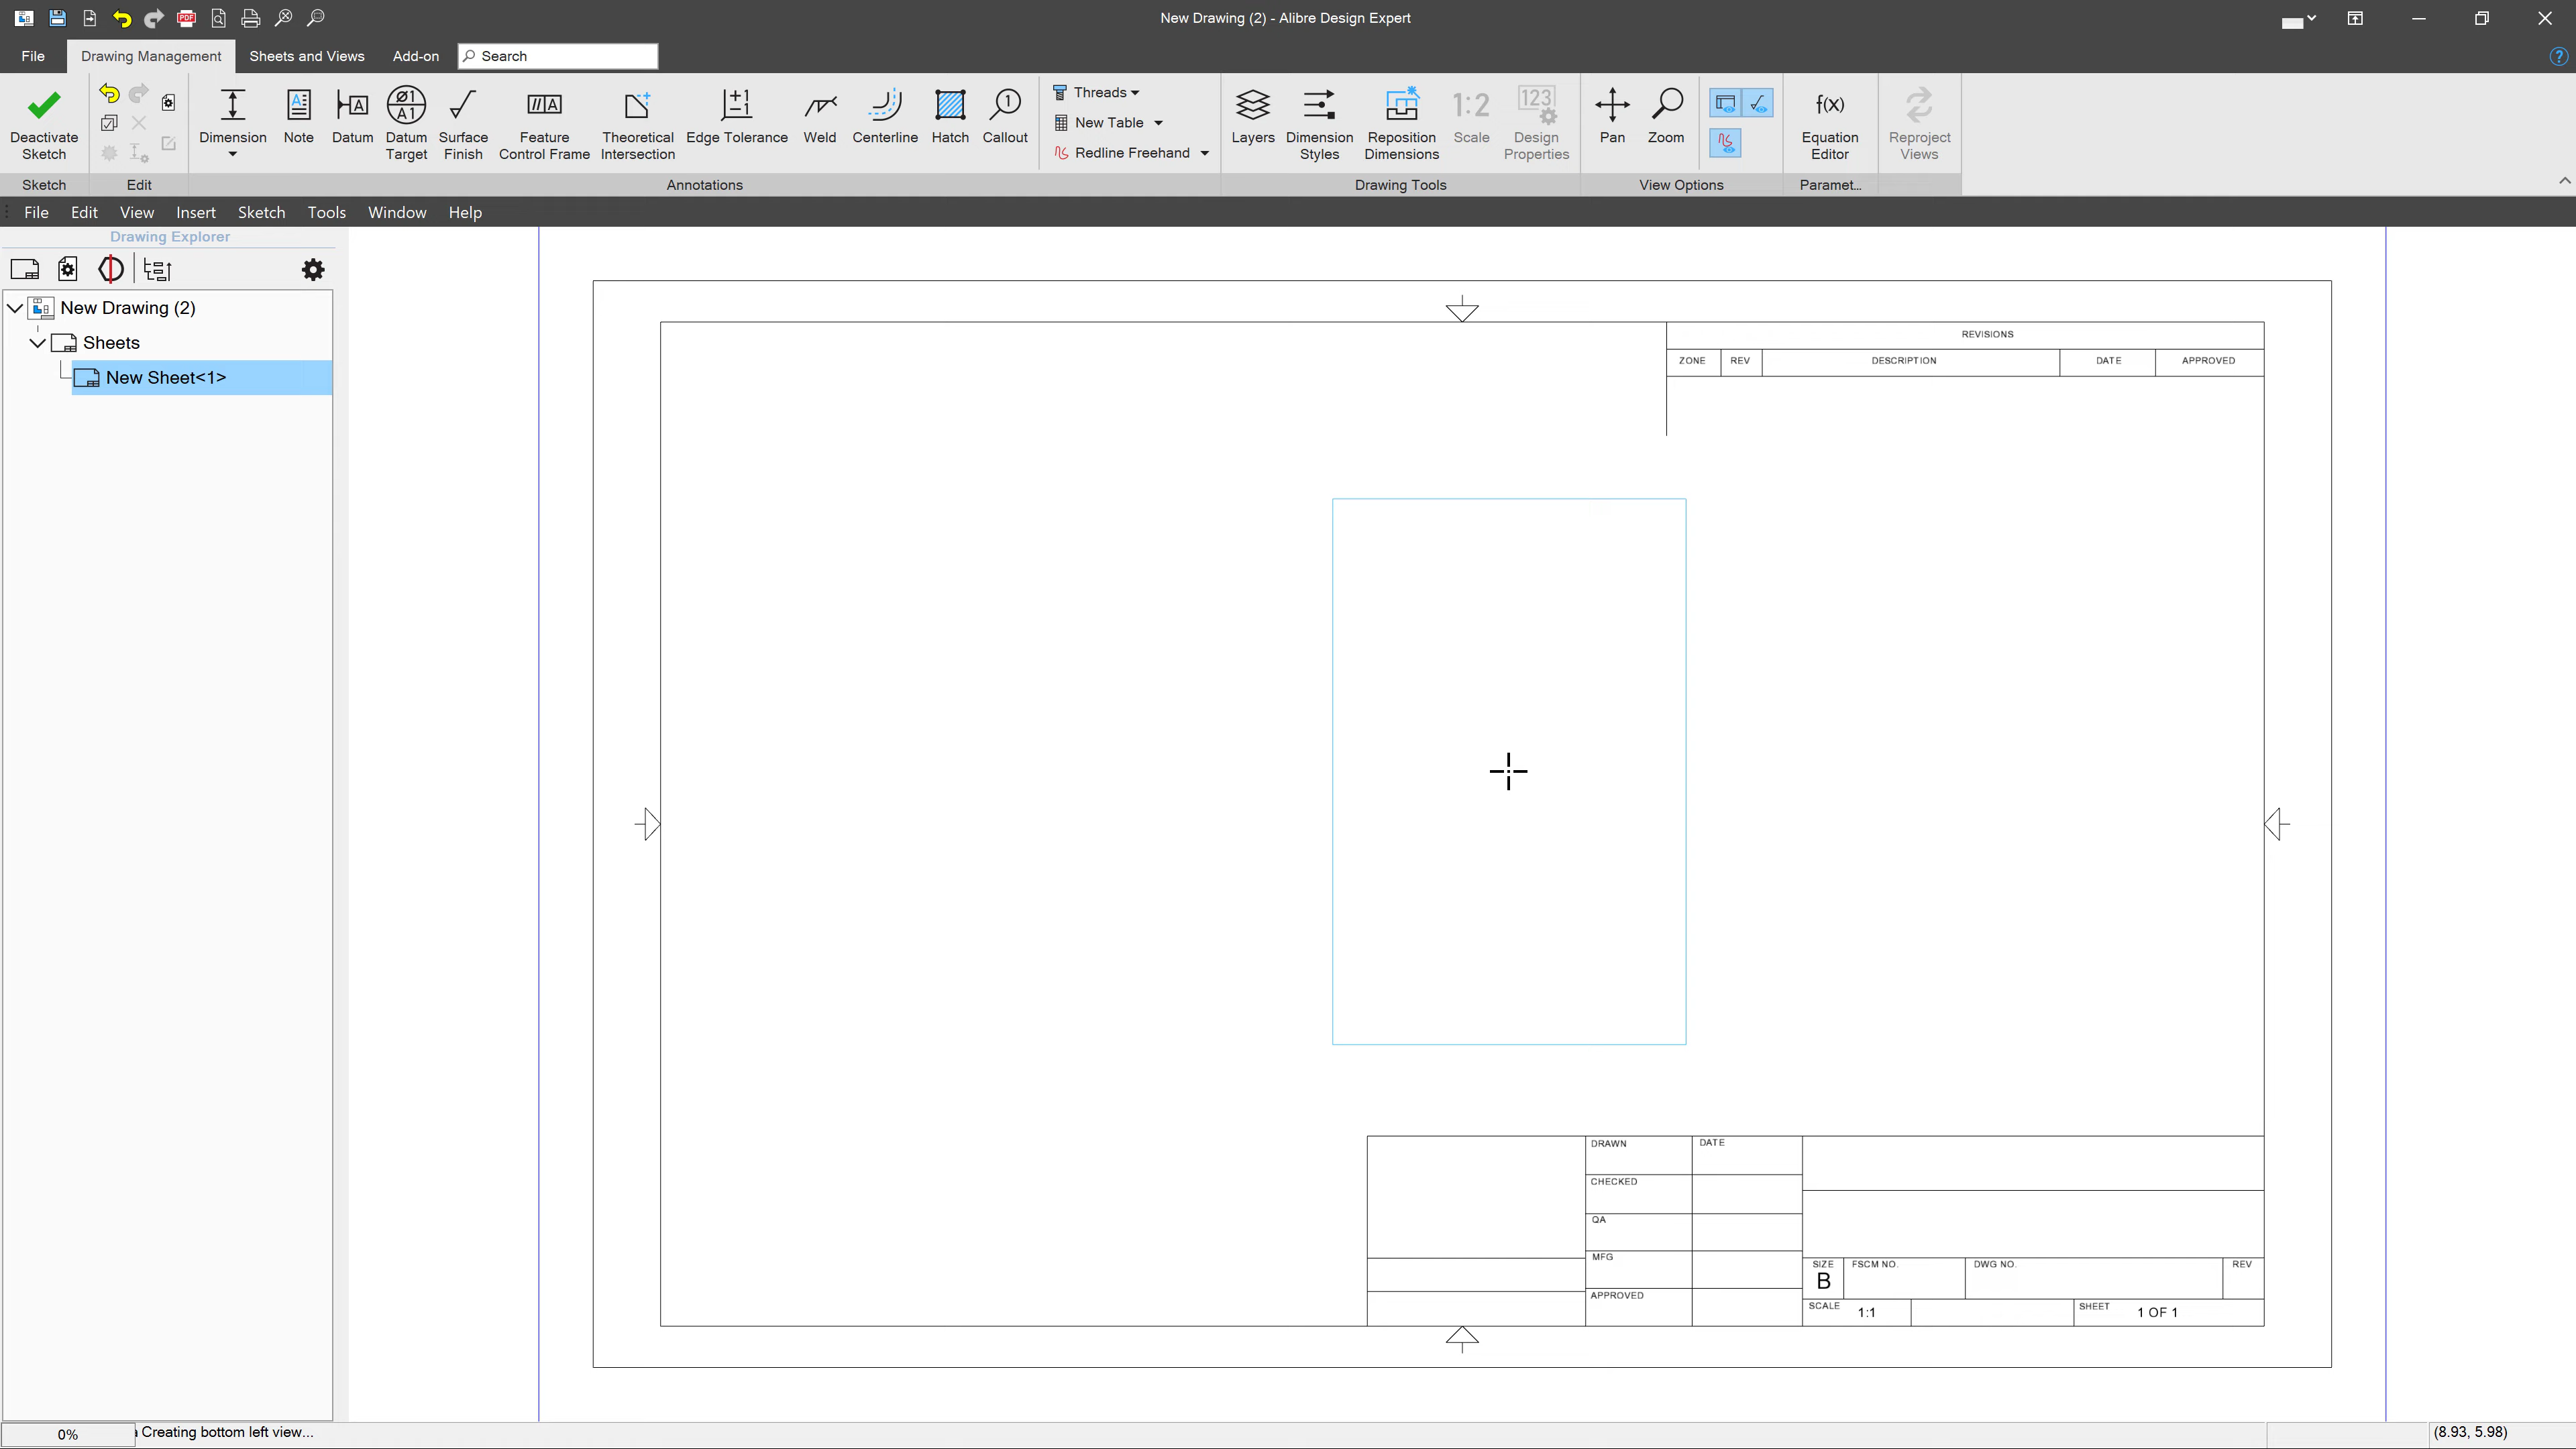 New Drawing (2) - Alibre Design Expert
File Drawing Management Sheets and Views Add-on Search
Deactivate Sketch
Dimension
Note
Datum
Datum Target
Surface Finish
Feature Control Frame
Theoretical Intersection
Edge Tolerance
Weld
Centerline
Hatch
Callout
Threads
New Table
Redline Freehand
Layers
Dimension Styles
Reposition Dimensions
1:2
Scale
123
Design Properties
Pan
Zoom
f(x)
Equation Editor
Reproject Views
Sketch Edit Annotations Drawing Tools View Options Paramet...
File Edit View Insert Sketch Tools Window Help
Drawing Explorer
New Drawing (2)
Sheets
New Sheet<1>
REVISIONS
ZONE REV DESCRIPTION DATE APPROVED
DRAWN DATE
CHECKED
QA
MFG
APPROVED
SIZE FSCM NO. DWG NO. REV
B
SCALE 1:1 SHEET 1 OF 1
0% Creating bottom left view... (8.93, 5.98)